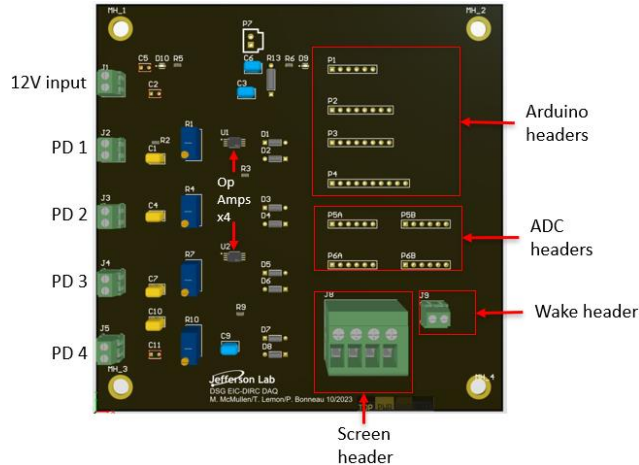 MH_1
MH_2
P7
C5 D10 R5
C6 R13 R6 D9
J1
12V input
C2
C3
P1
P2
Arduino
headers
J2
R1
U1
D1
PD 1
R2
C1
D2
P3
R3
Op
Amps
x4
P4
R4
J3
PD 2
C4
D3
D4
P5A
P5B
ADC
headers
U2
J4
R7
D5
D6
P6A
P6B
PD 3
C7
R9
J8
J9
Wake header
C10
R10
J5
PD 4
C11
C9
D7
D8
MH_3
MH_4
Jefferson Lab
DSG EIC-DIRC DAQ
M. McMullen/T. Lemon/P. Bonneau 10/2023
TOP
Screen
header